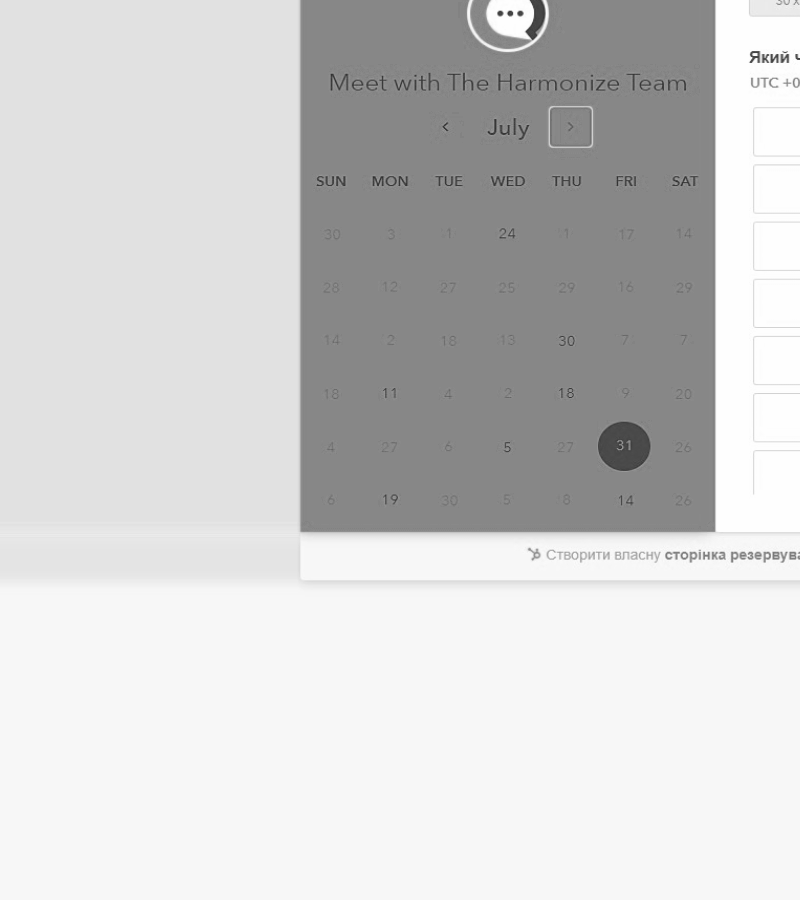 Meet with The Harmonize Team
July
SUN MON TUE WED THU FRI SAT
30 3 1 24 1 17 14
28 12 27 25 29 16 29
14 2 18 13 30 7 7
18 11 4 2 18 9 20
4 27 6 5 27 31 26
6 19 30 5 8 14 26
Який
UTC
Створити власну сторінка